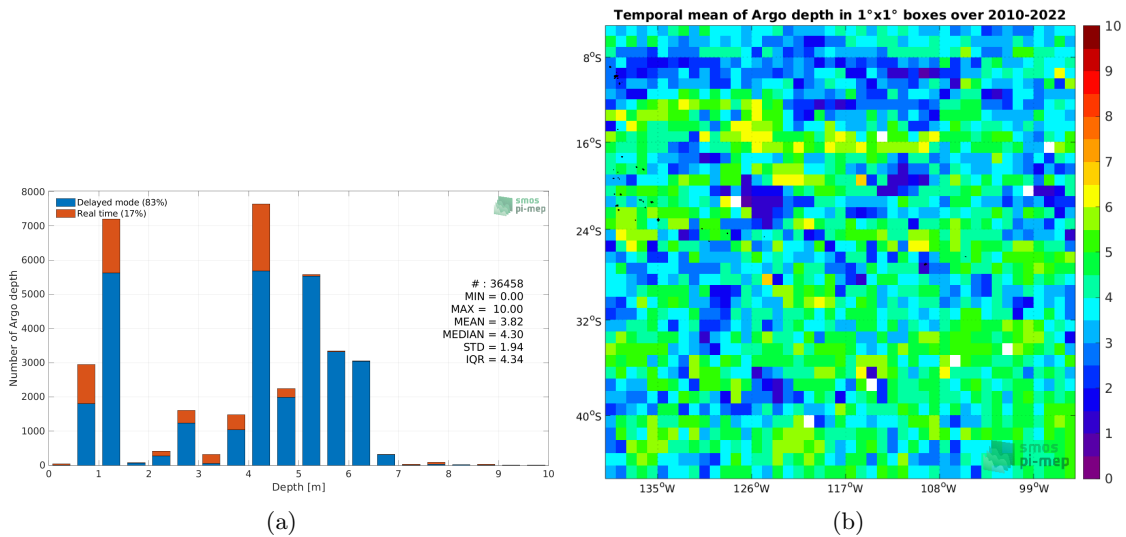 Temporal mean of Argo depth in 1°x1° boxes over 2010-2022
8000
7000
6000
5000
4000
3000
2000
1000
0
Number of Argo depth
Delayed mode (83%)
Real time (17%)
smos
pi-mep
# : 36458
MIN = 0.00
MAX = 10.00
MEAN = 3.82
MEDIAN = 4.30
STD = 1.94
IQR = 4.34
0 1 2 3 4 5 6 7 8 9 10
Depth [m]
(a)
8°S
16°S
24°S
32°S
40°S
135°W 126°W 117°W 108°W 99°W
smos
pi-mep
10
9
8
7
6
5
4
3
2
1
0
(b)